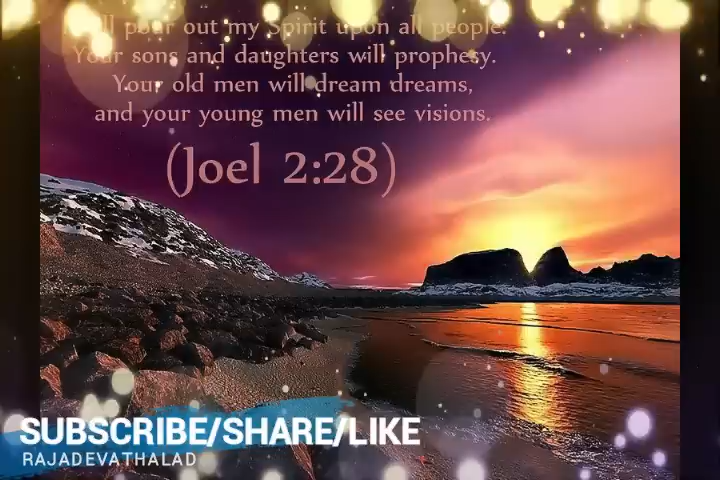 I will pour out my Spirit upon all people.
Your sons and daughters will prophesy.
Your old men will dream dreams,
and your young men will see visions.
(Joel 2:28)
SUBSCRIBE/SHARE/LIKE
RAJADEVATHALAD